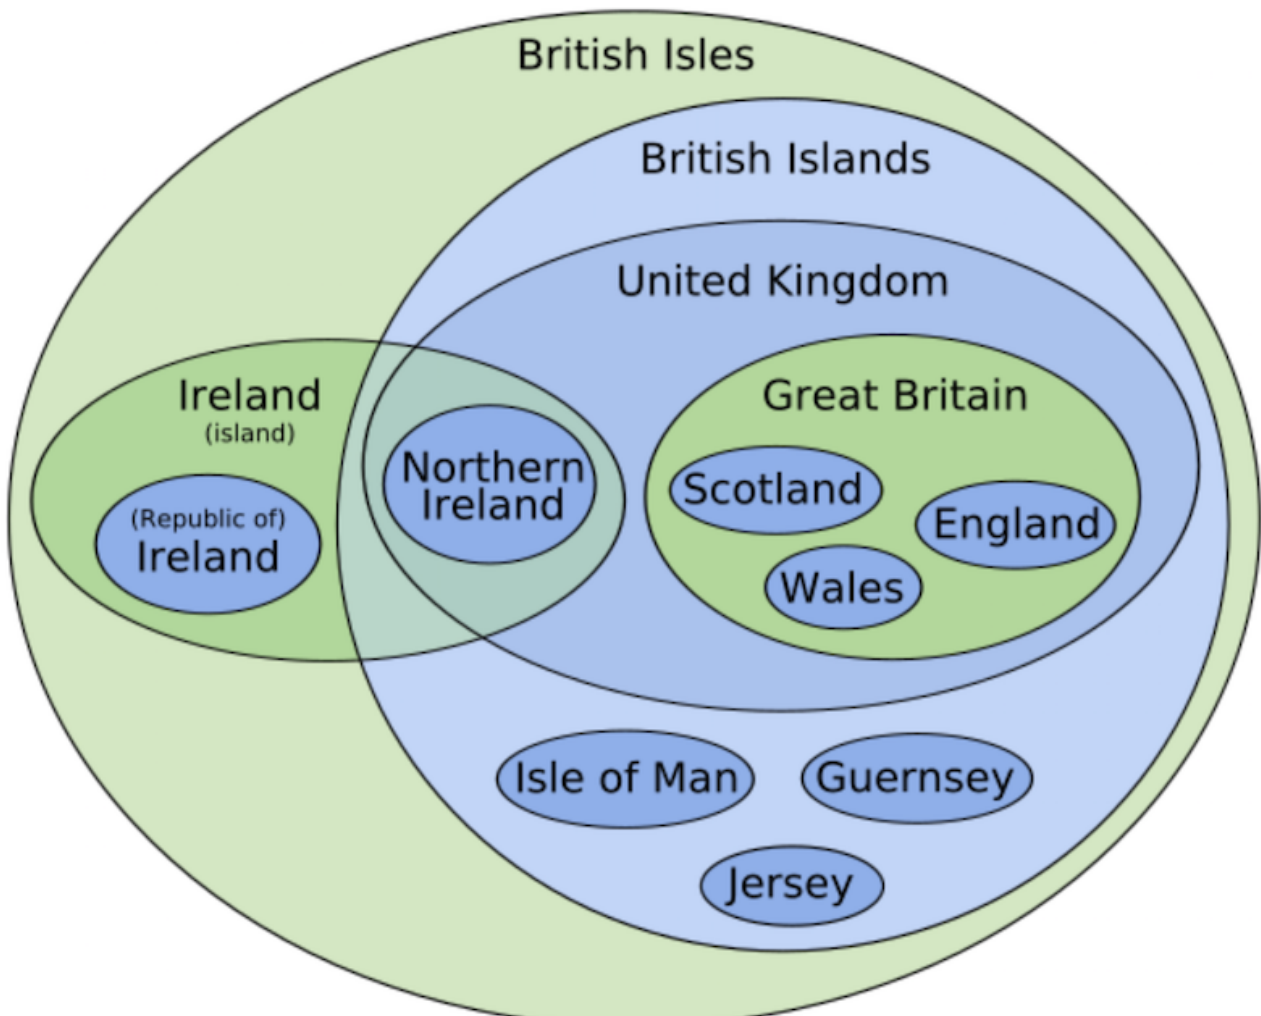 British Isles
British Islands
United Kingdom
Ireland
(island)
Great Britain
Northern
Ireland
Scotland
England
(Republic of)
Ireland
Wales
Isle of Man
Guernsey
Jersey